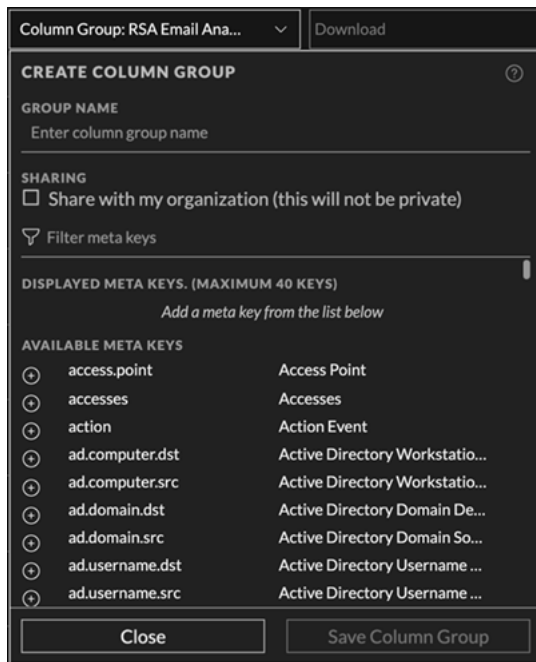 Column Group: RSA Email Ana...
Download
CREATE COLUMN GROUP
GROUP NAME
Enter column group name
SHARING
Share with my organization (this will not be private)
Filter meta keys
DISPLAYED META KEYS. (MAXIMUM 40 KEYS)
Add a meta key from the list below
AVAILABLE META KEYS
access.point Access Point
accesses Accesses
action Action Event
ad.computer.dst Active Directory Workstatio...
ad.computer.src Active Directory Workstatio...
ad.domain.dst Active Directory Domain De...
ad.domain.src Active Directory Domain So...
ad.username.dst Active Directory Username ...
ad.username.src Active Directory Username ...
Close
Save Column Group